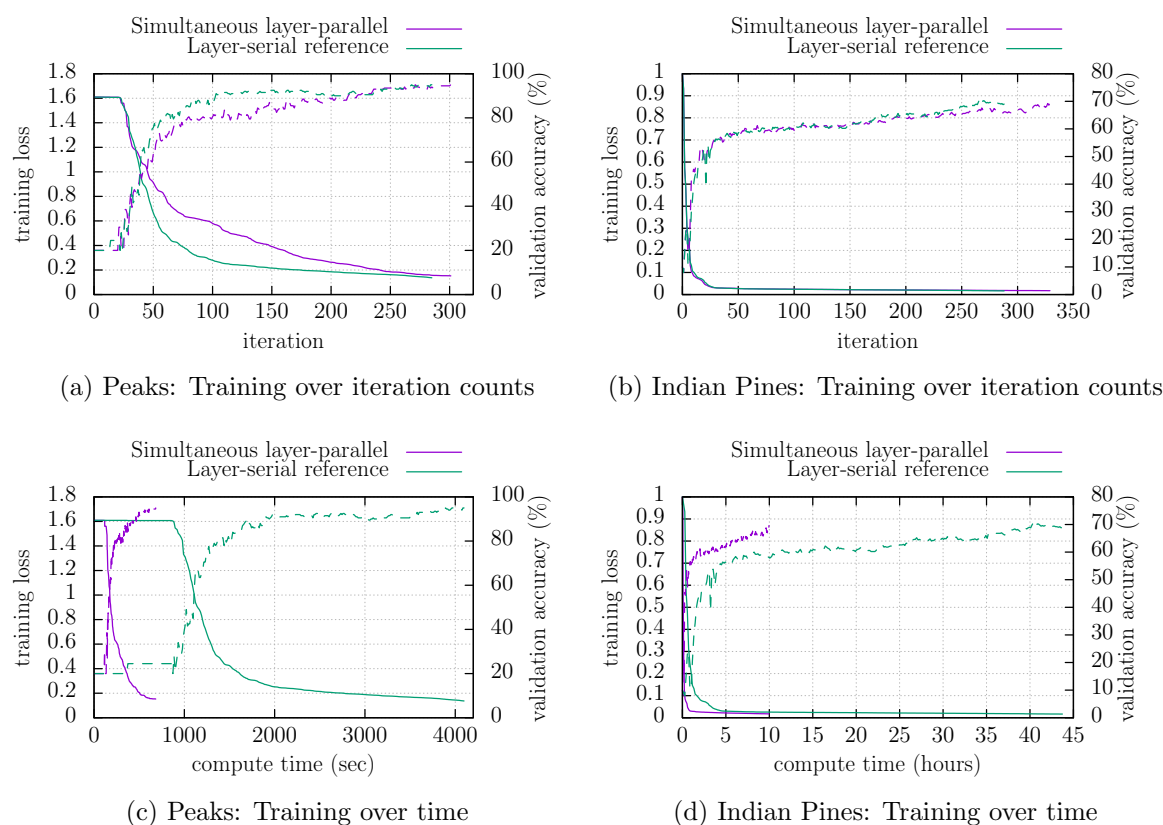 Simultaneous layer-parallel
Layer-serial reference
1.8
1.6
1.4
1.2
1
0.8
0.6
0.4
0.2
0
training loss
100
80
60
40
20
0
validation accuracy (%)
0 50 100 150 200 250 300
iteration
(a) Peaks: Training over iteration counts
Simultaneous layer-parallel
Layer-serial reference
1
0.9
0.8
0.7
0.6
0.5
0.4
0.3
0.2
0.1
0
training loss
80
70
60
50
40
30
20
10
0
validation accuracy (%)
0 50 100 150 200 250 300 350
iteration
(b) Indian Pines: Training over iteration counts
Simultaneous layer-parallel
Layer-serial reference
1.8
1.6
1.4
1.2
1
0.8
0.6
0.4
0.2
0
training loss
100
80
60
40
20
0
validation accuracy (%)
0 1000 2000 3000 4000
compute time (sec)
(c) Peaks: Training over time
Simultaneous layer-parallel
Layer-serial reference
1
0.9
0.8
0.7
0.6
0.5
0.4
0.3
0.2
0.1
0
training loss
80
70
60
50
40
30
20
10
0
validation accuracy (%)
0 5 10 15 20 25 30 35 40 45
compute time (hours)
(d) Indian Pines: Training over time